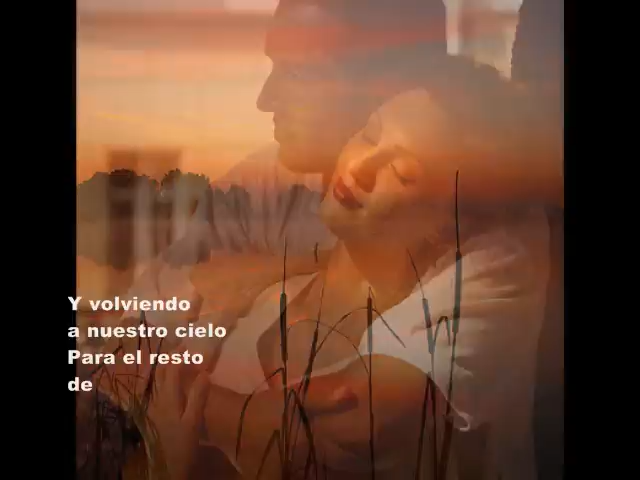 Y volviendo
a nuestro cielo
Para el resto
de